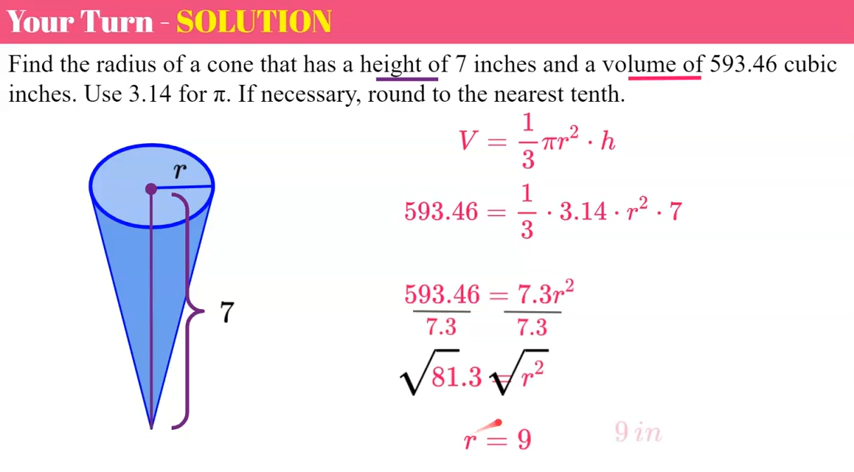 Your Turn - SOLUTION
Find the radius of a cone that has a height of 7 inches and a volume of 593.46 cubic
inches. Use 3.14 for π. If necessary, round to the nearest tenth.
V = 1/3 πr² · h
r
593.46 = 1/3 · 3.14 · r² · 7
593.46/7.3 = 7.3r²/7.3
7
√81.3 = √r²
r = 9
9 in